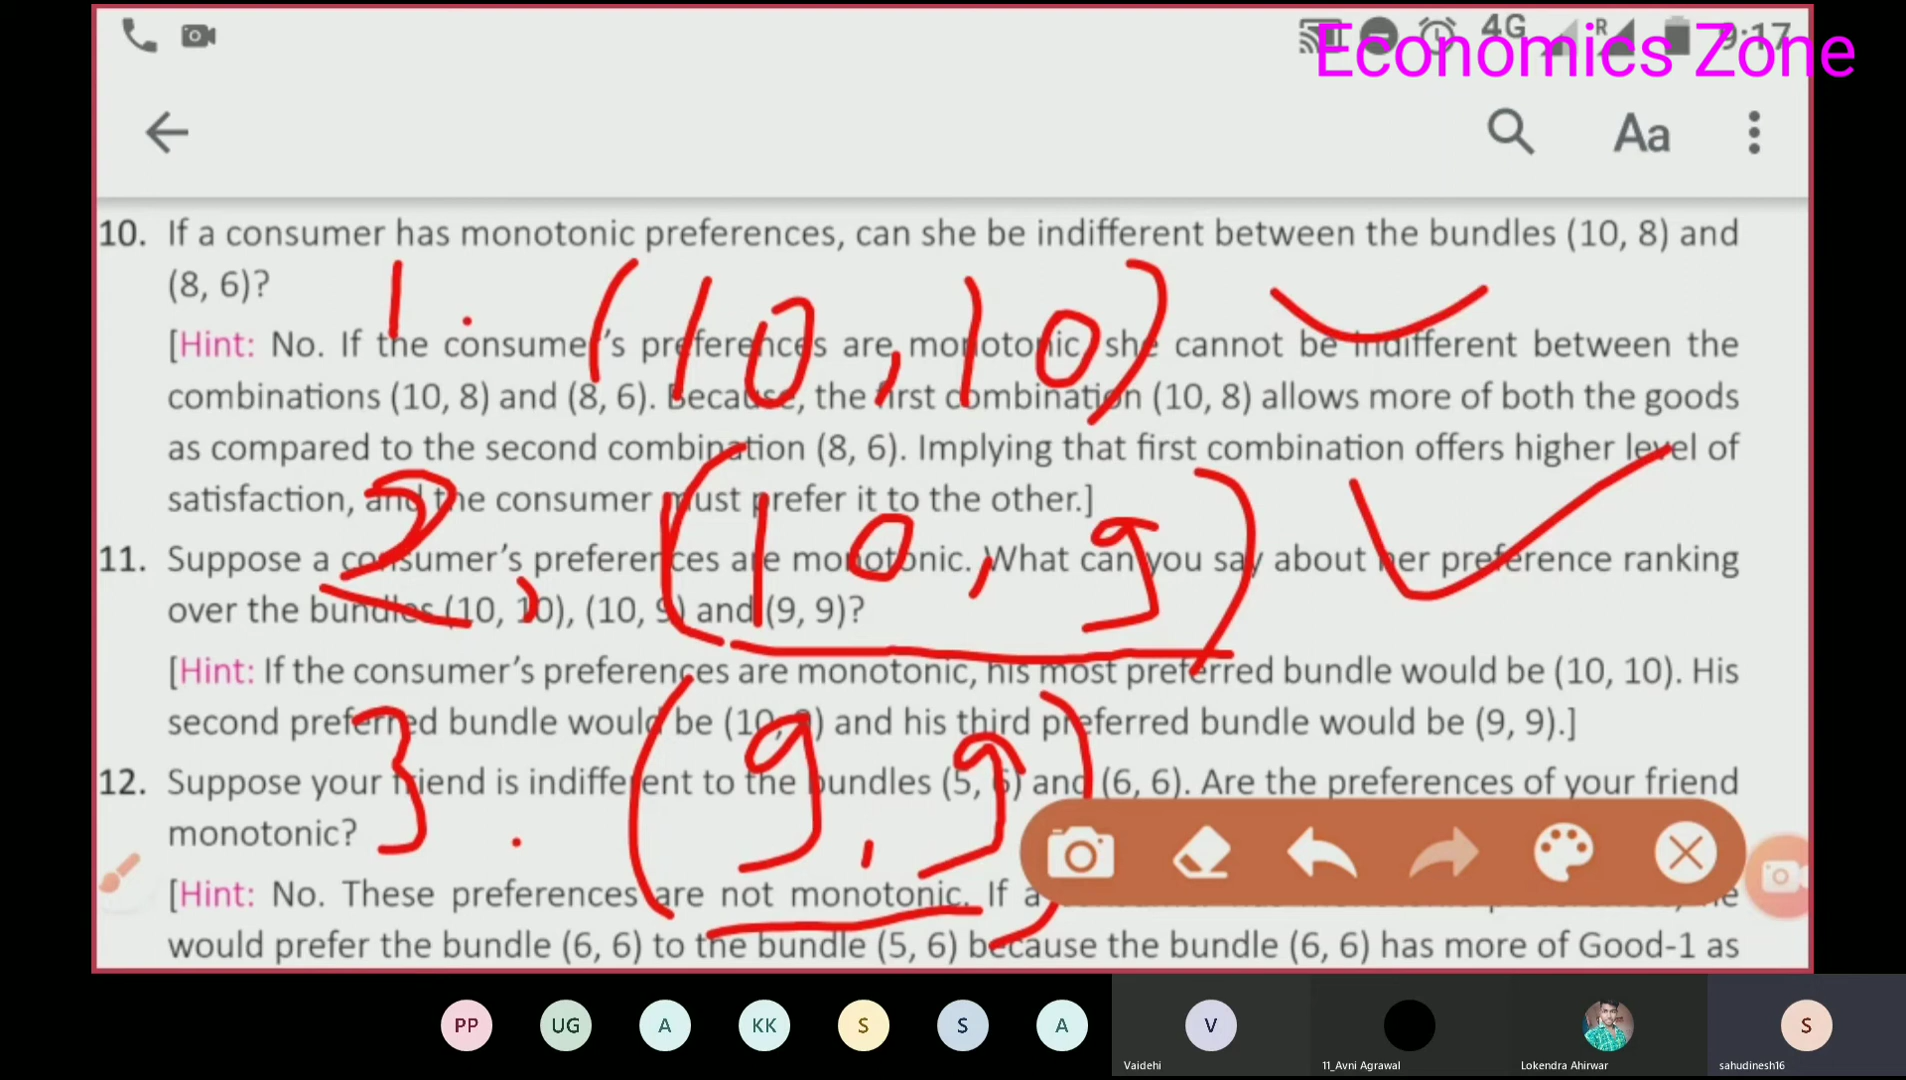 4G R 9:17
Economics Zone
Aa
10. If a consumer has monotonic preferences, can she be indifferent between the bundles (10, 8) and
(8, 6)?
1. (10, 10)
[Hint: No. If the consumer's preferences are monotonic, she cannot be indifferent between the
combinations (10, 8) and (8, 6). Because, the first combination (10, 8) allows more of both the goods
as compared to the second combination (8, 6). Implying that first combination offers higher level of
satisfaction, and the consumer must prefer it to the other.]
2, (10, 9)
11. Suppose a consumer's preferences are monotonic. What can you say about her preference ranking
over the bundles (10, 10), (10, 9) and (9, 9)?
[Hint: If the consumer's preferences are monotonic, his most preferred bundle would be (10, 10). His
second preferred bundle would be (10, 9) and his third preferred bundle would be (9, 9).]
3. (9, 9)
12. Suppose your friend is indifferent to the bundles (5, 6) and (6, 6). Are the preferences of your friend
monotonic?
[Hint: No. These preferences are not monotonic. If a
would prefer the bundle (6, 6) to the bundle (5, 6) because the bundle (6, 6) has more of Good-1 as
PP UG A KK S S A V S
Vaidehi 11_Avni Agrawal Lokendra Ahirwar sahudinesh16